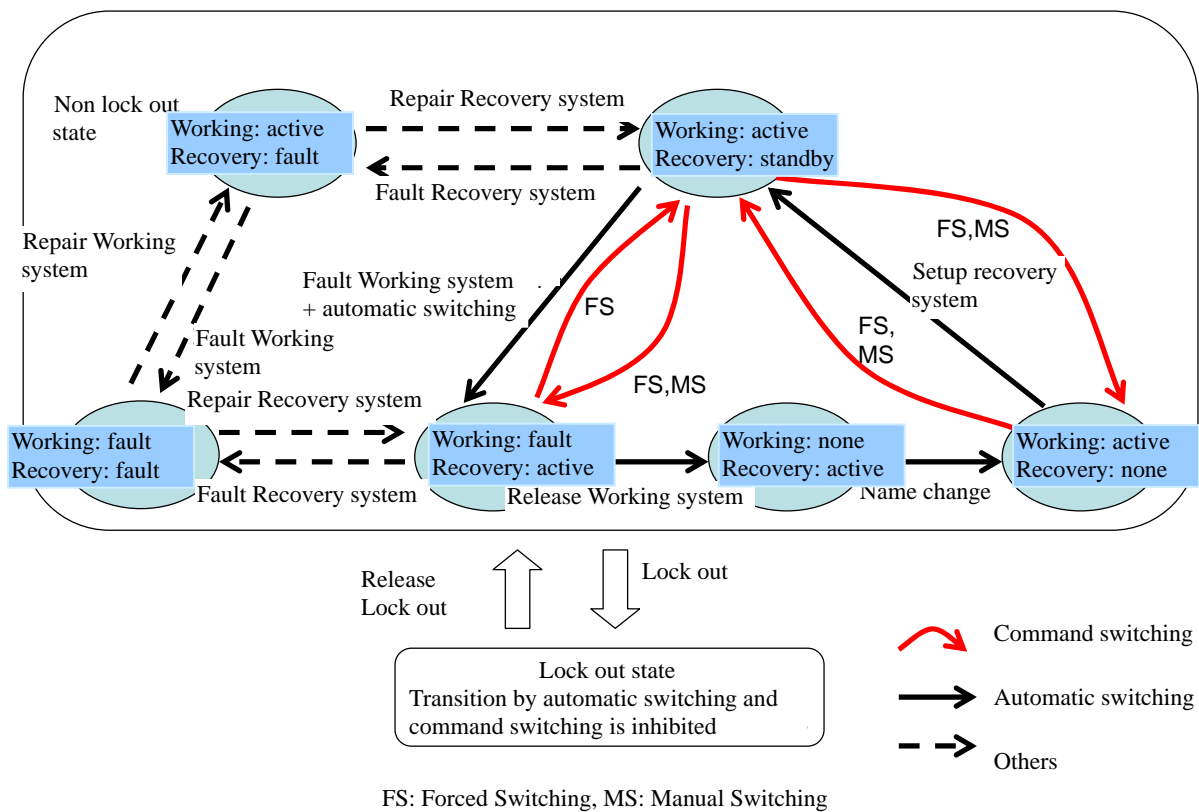 Non lock out
state
Working: active
Recovery: fault
Repair Recovery system
Fault Recovery system
Working: active
Recovery: standby
Repair Working
system
Fault Working
system
Fault Working system
+ automatic switching
FS
FS,MS
FS,
MS
Setup recovery
system
FS,MS
Working: fault
Recovery: fault
Repair Recovery system
Fault Recovery system
Working: fault
Recovery: active
Release Working system
Working: none
Recovery: active
Name change
Working: active
Recovery: none
Release
Lock out
Lock out
Lock out state
Transition by automatic switching and
command switching is inhibited
Command switching
Automatic switching
Others
FS: Forced Switching, MS: Manual Switching